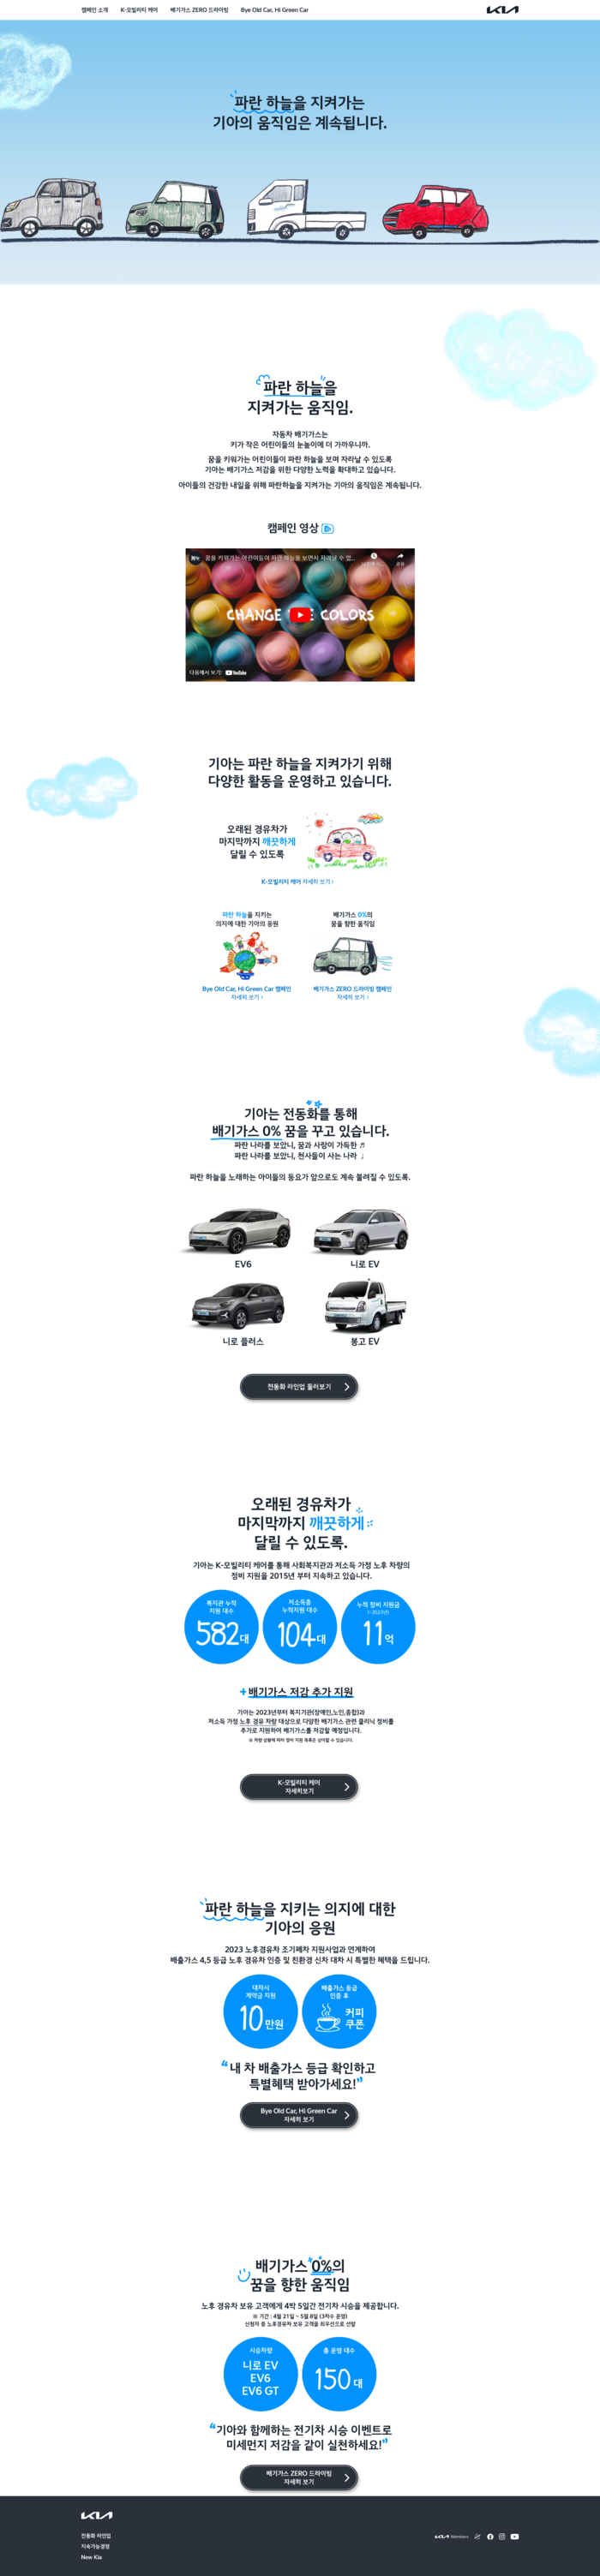 캠페인 소개
K-모빌리티 케어
배기가스 ZERO 드라이빙
Bye Old Car, Hi Green Car
KIA
파란 하늘을 지켜가는
기아의 움직임은 계속됩니다.
파란 하늘을
지켜가는 움직임.
자동차 배기가스는
키가 작은 어린이들의 눈높이에 더 가까우니까.
꿈을 키워가는 어린이들이 파란 하늘을 보며 자라날 수 있도록
기아는 배기가스 저감을 위한 다양한 노력을 확대하고 있습니다.
아이들의 건강한 내일을 위해 파란하늘을 지켜가는 기아의 움직임은 계속됩니다.
캠페인 영상
꿈을 키워가는 어린이들이 파란 하늘을 보면서 자라날 수 있...
공유
CHANGE THE COLORS
다음에서 보기: YouTube
기아는 파란 하늘을 지켜가기 위해
다양한 활동을 운영하고 있습니다.
오래된 경유차가
마지막까지 깨끗하게
달릴 수 있도록
K-모빌리티 케어 자세히 보기 ›
파란 하늘을 지키는
의지에 대한 기아의 응원
Bye Old Car, Hi Green Car 캠페인
자세히 보기 ›
배기가스 0%의
꿈을 향한 움직임
배기가스 ZERO 드라이빙 캠페인
자세히 보기 ›
기아는 전동화를 통해
배기가스 0% 꿈을 꾸고 있습니다.
파란 나라를 보았니, 꿈과 사랑이 가득한 ♬
파란 나라를 보았니, 천사들이 사는 나라 ♩
파란 하늘을 노래하는 아이들의 동요가 앞으로도 계속 불려질 수 있도록.
EV6
니로 EV
니로 플러스
봉고 EV
전동화 라인업 둘러보기
오래된 경유차가
마지막까지 깨끗하게
달릴 수 있도록.
기아는 K-모빌리티 케어를 통해 사회복지관과 저소득 가정 노후 차량의
정비 지원을 2015년 부터 지속하고 있습니다.
복지관 누적
지원 대수
582대
저소득층
누적지원 대수
104대
누적 정비 지원금
(~2023년)
11억
+ 배기가스 저감 추가 지원
기아는 2023년부터 복지기관(장애인,노인,종합)과
저소득 가정 노후 경유 차량 대상으로 다양한 배기가스 관련 클리닉 정비를
추가로 지원하여 배기가스를 저감할 예정입니다.
※ 차량 상황에 따라 정비 지원 목록은 상이할 수 있습니다.
K-모빌리티 케어
자세히보기
파란 하늘을 지키는 의지에 대한
기아의 응원
2023 노후경유차 조기폐차 지원사업과 연계하여
배출가스 4,5 등급 노후 경유차 인증 및 친환경 신차 대차 시 특별한 혜택을 드립니다.
대차시
계약금 지원
10만원
배출가스 등급
인증 후
커피
쿠폰
“내 차 배출가스 등급 확인하고
특별혜택 받아가세요!”
Bye Old Car, Hi Green Car
자세히 보기
배기가스 0%의
꿈을 향한 움직임
노후 경유차 보유 고객에게 4박 5일간 전기차 시승을 제공합니다.
※ 기간 : 4월 21일 ~ 5월 8일 (3차수 운영)
신청자 중 노후경유차 보유 고객을 최우선으로 선발
시승차량
니로 EV
EV6
EV6 GT
총 운영 대수
150대
“기아와 함께하는 전기차 시승 이벤트로
미세먼지 저감을 같이 실천하세요!”
배기가스 ZERO 드라이빙
자세히 보기
KIA
전동화 라인업
지속가능경영
New Kia
KIA Members